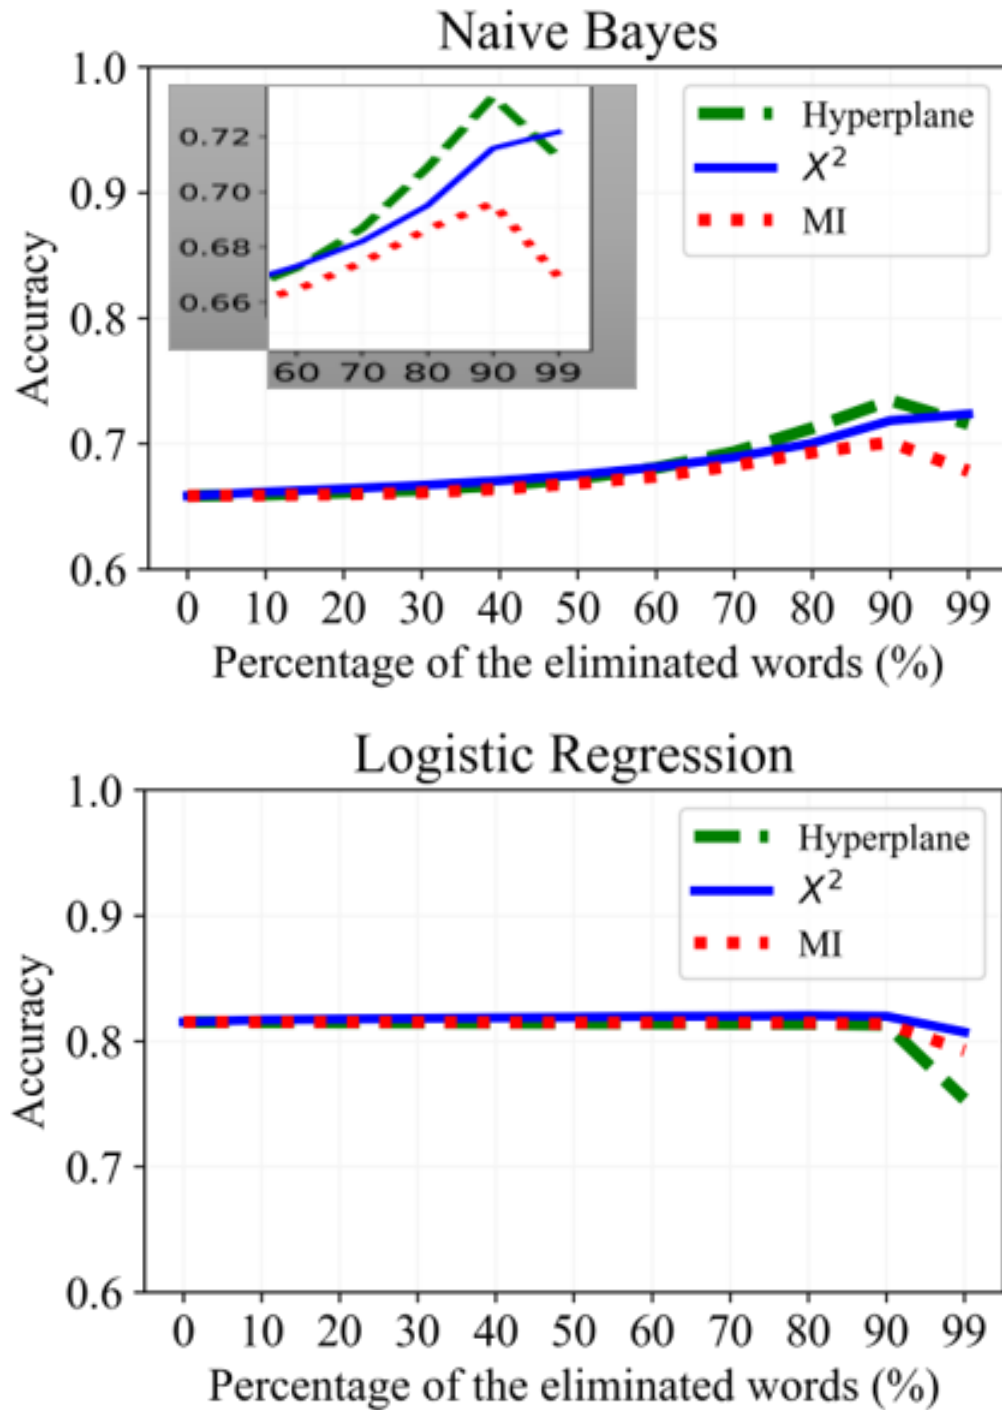 Naive Bayes
1.0
0.9
0.8
0.7
0.6
Accuracy
0.72
0.70
0.68
0.66
60 70 80 90 99
Hyperplane
X²
MI
0 10 20 30 40 50 60 70 80 90 99
Percentage of the eliminated words (%)
Logistic Regression
1.0
0.9
0.8
0.7
0.6
Accuracy
Hyperplane
X²
MI
0 10 20 30 40 50 60 70 80 90 99
Percentage of the eliminated words (%)